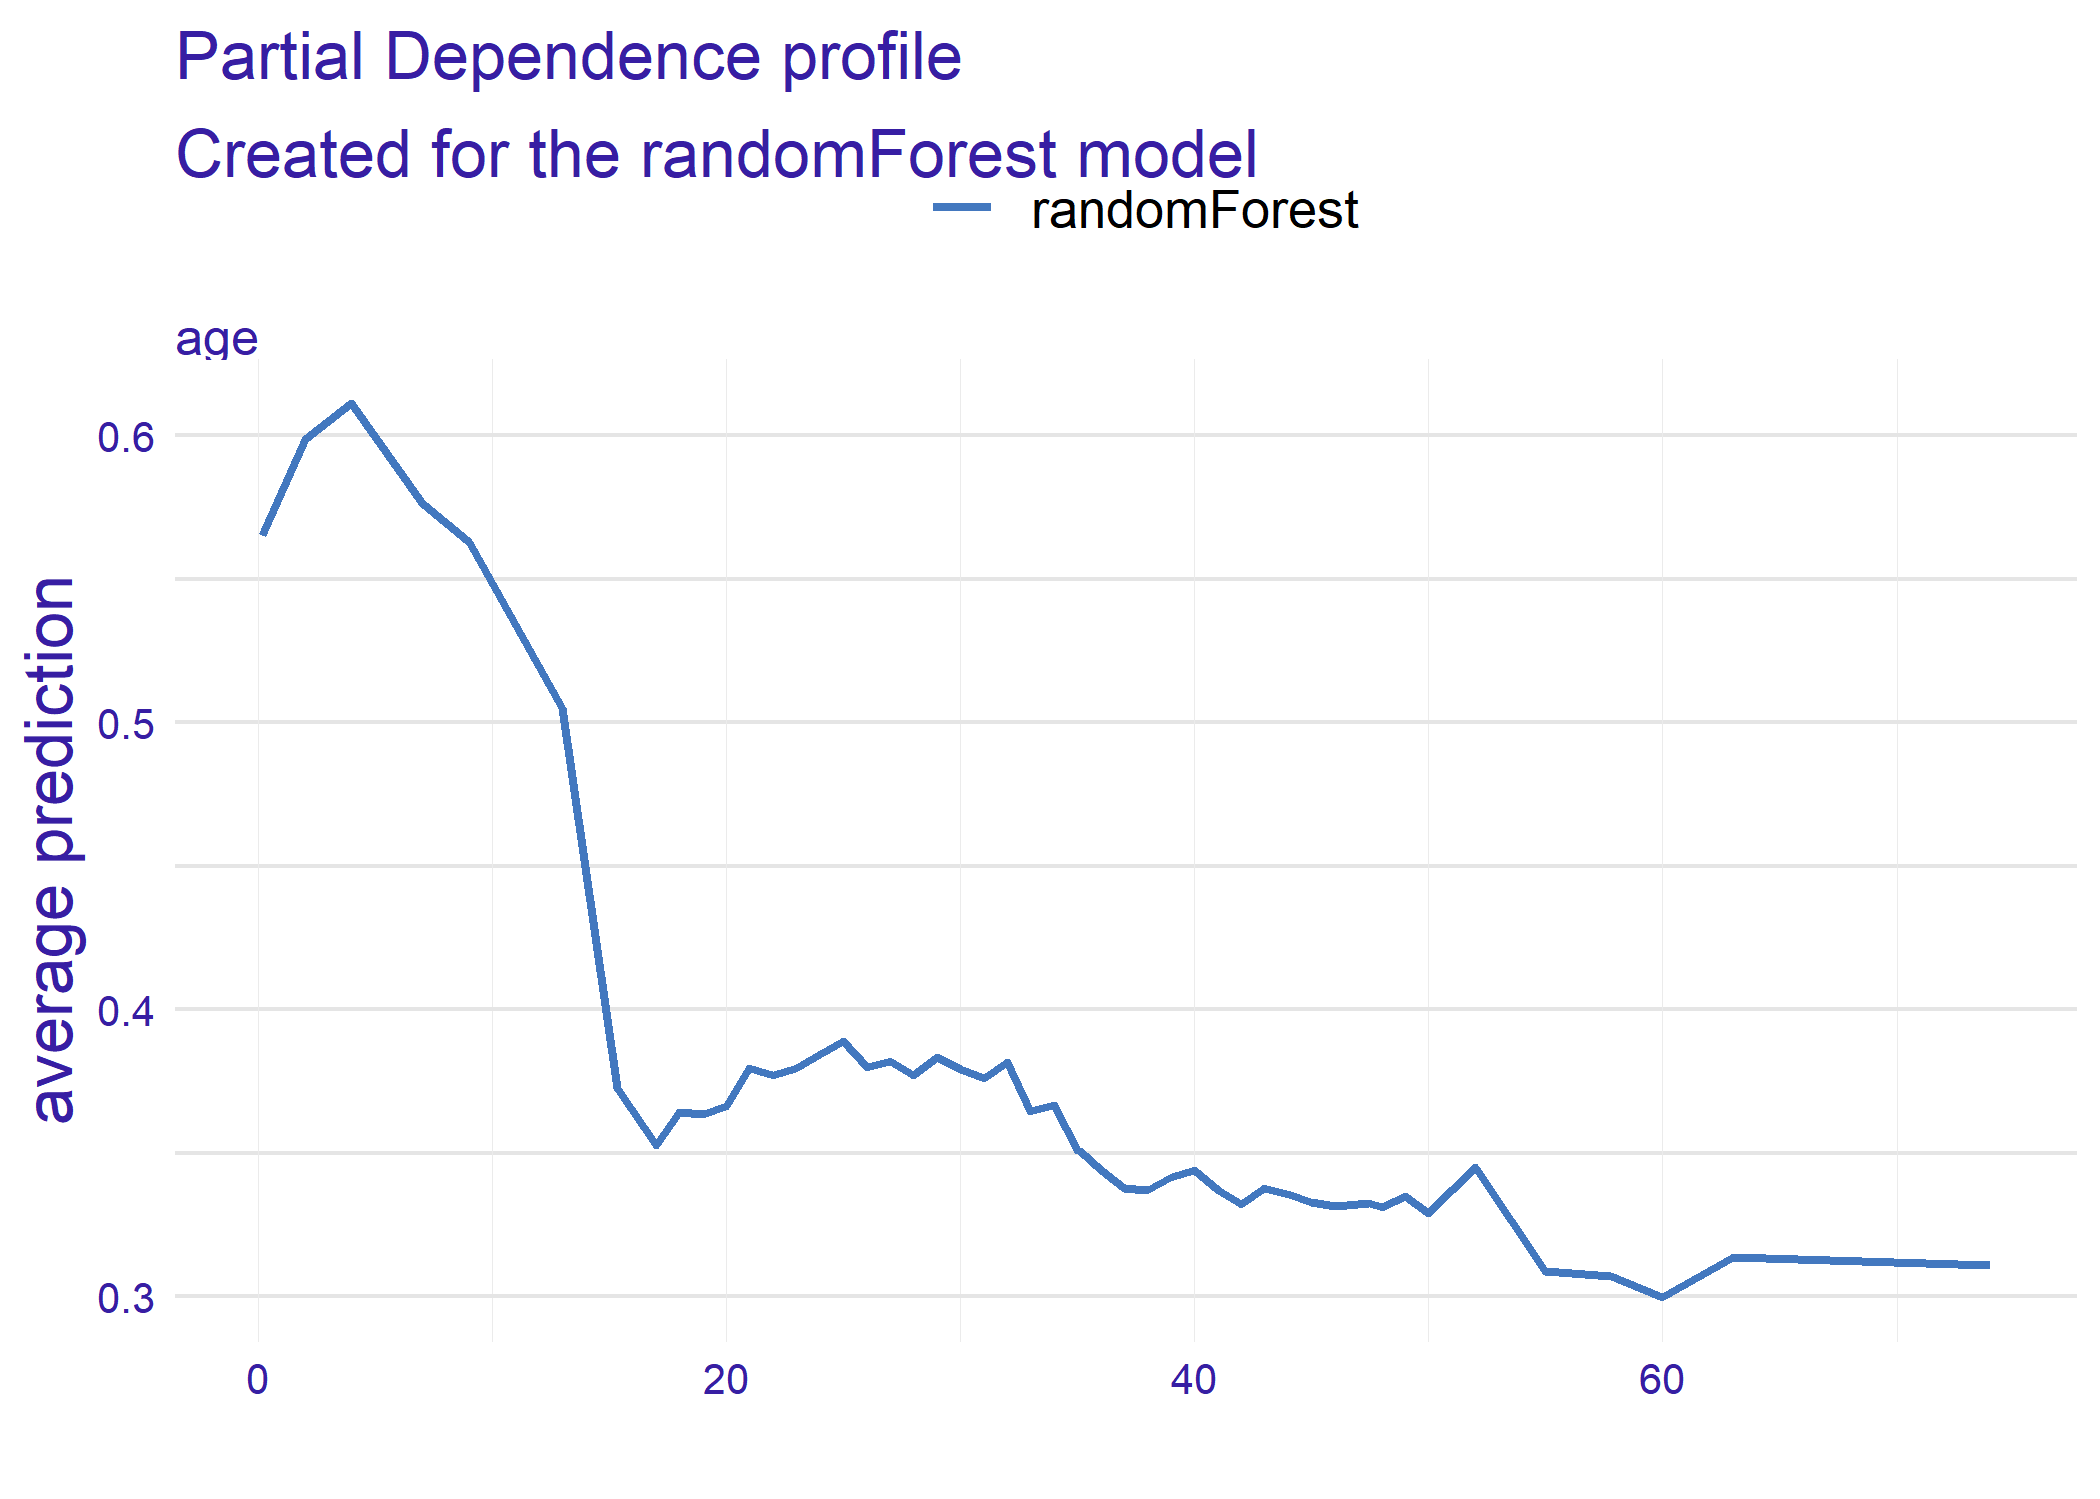 Partial Dependence profile
Created for the randomForest model
randomForest
age
average prediction
0.6
0.5
0.4
0.3
0 20 40 60